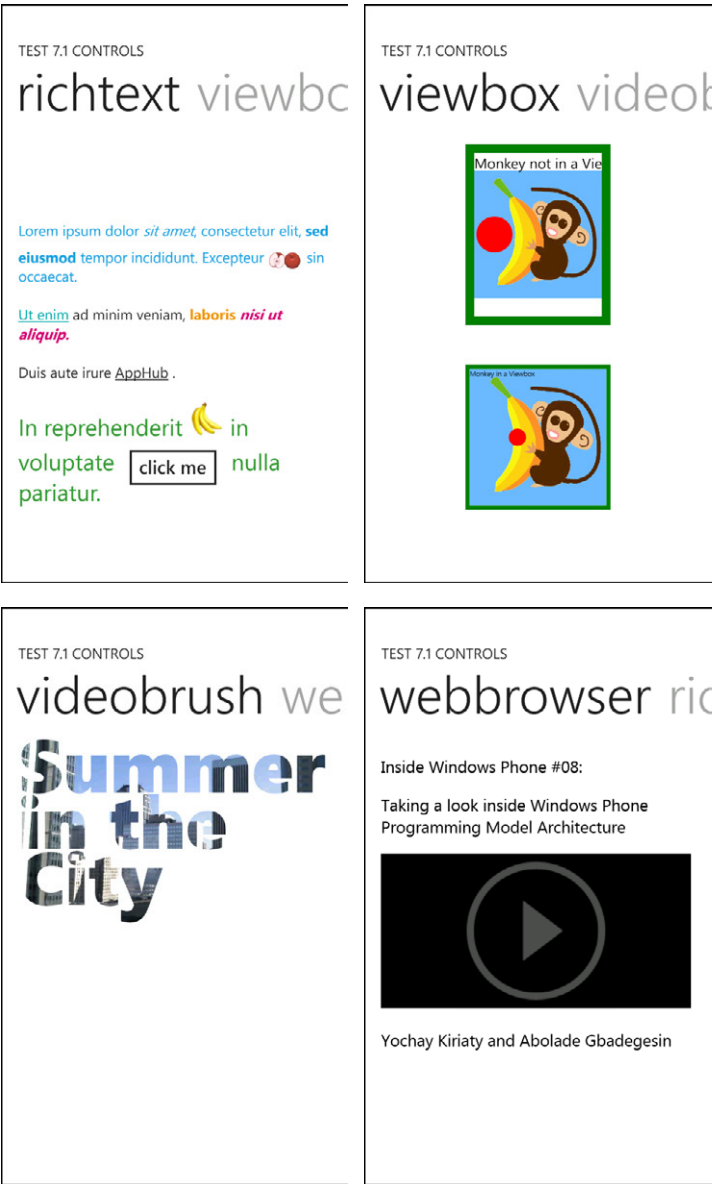 TEST 7.1 CONTROLS
richtext viewbc
Lorem ipsum dolor sit amet, consectetur elit, sed
eiusmod tempor incididunt. Excepteur sin
occaecat.
Ut enim ad minim veniam, laboris nisi ut
aliquip.
Duis aute irure AppHub .
In reprehenderit in
voluptate click me nulla
pariatur.
TEST 7.1 CONTROLS
viewbox videob
Monkey not in a Vie
Monkey in a Viewbox
TEST 7.1 CONTROLS
videobrush we
Summer
in the
City
TEST 7.1 CONTROLS
webbrowser ric
Inside Windows Phone #08:
Taking a look inside Windows Phone
Programming Model Architecture
Yochay Kiriaty and Abolade Gbadegesin